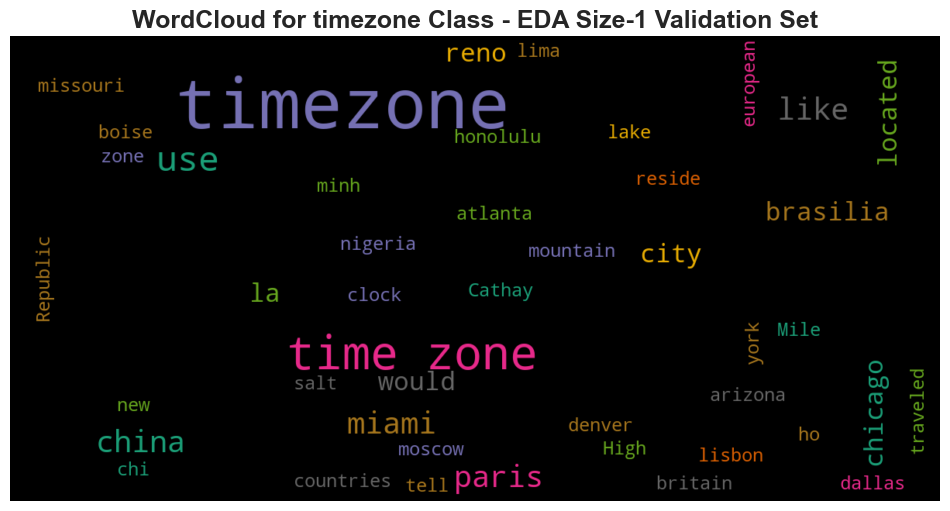 WordCloud for timezone Class - EDA Size-1 Validation Set
reno
lima
european
missouri
timezone
like
located
boise
honolulu
lake
zone
use
minh
reside
atlanta
brasilia
nigeria
mountain
city
Republic
la
clock
Cathay
Mile
york
time zone
salt
would
arizona
chicago
traveled
new
miami
denver
ho
china
moscow
High
lisbon
chi
countries
tell
paris
britain
dallas